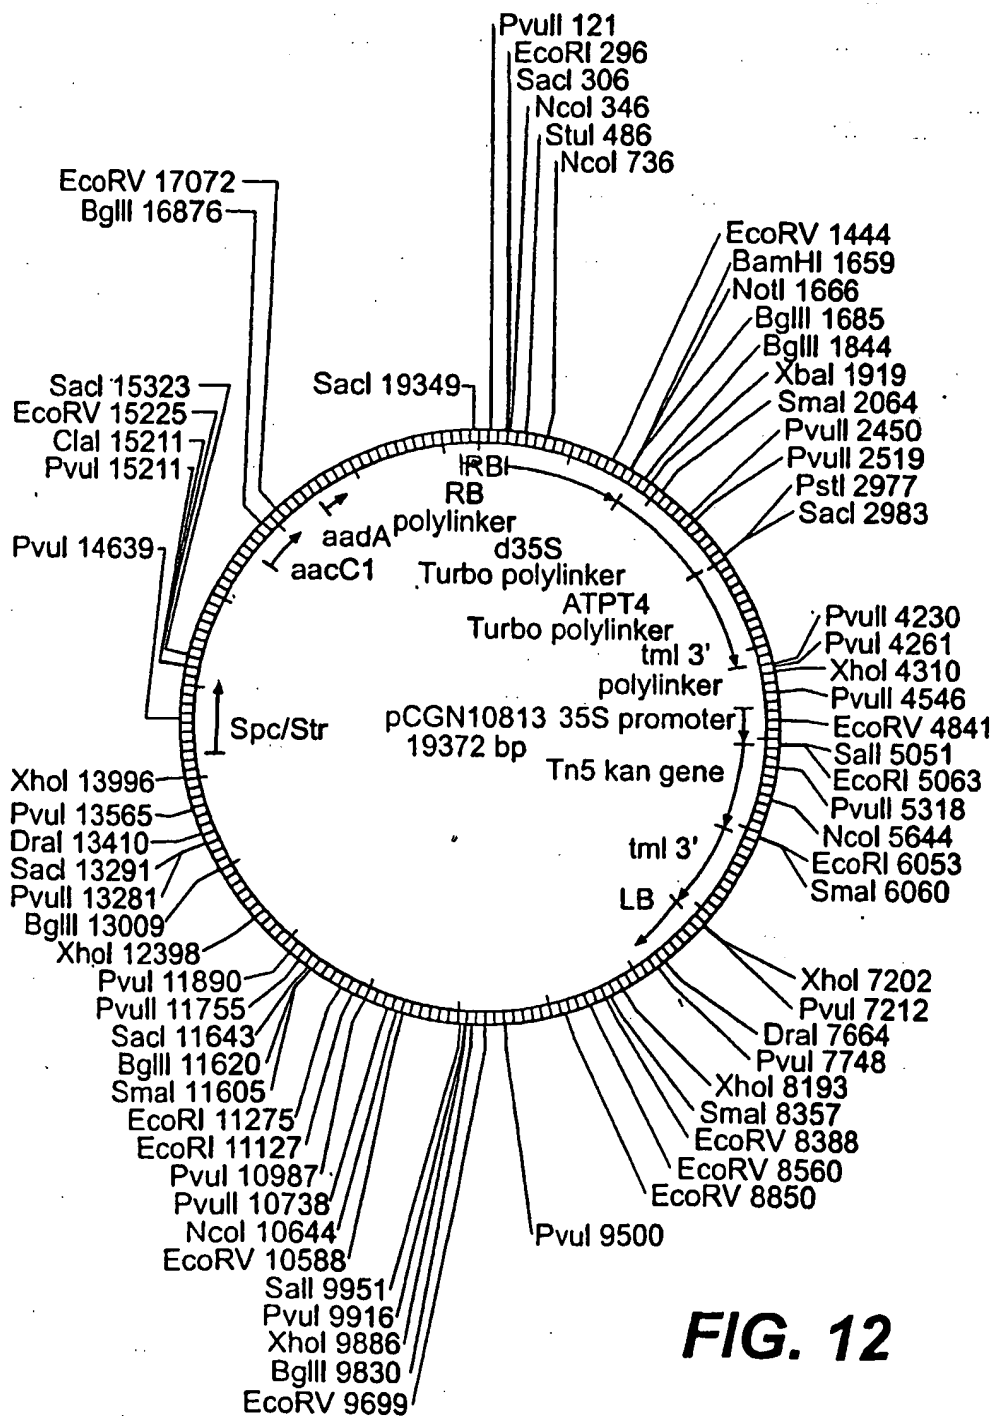 PvuII 121
EcoRI 296
SacI 306
NcoI 346
StuI 486
NcoI 736
EcoRV 17072
BglII 16876
EcoRV 1444
BamHI 1659
NotI 1666
BglII 1685
BglII 1844
XbaI 1919
SmaI 2064
PvuII 2450
PvuII 2519
PstI 2977
SacI 2983
SacI 15323
EcoRV 15225
ClaI 15211
PvuI 15211
PvuI 14639
SacI 19349
RB
RB
polylinker
aadA
aacC1
d35S
Turbo polylinker
ATPT4
Turbo polylinker
tml 3'
polylinker
Spc/Str
pCGN10813 35S promoter
19372 bp
Tn5 kan gene
tml 3'
LB
PvuII 4230
PvuI 4261
XhoI 4310
PvuII 4546
EcoRV 4841
SalI 5051
EcoRI 5063
PvuII 5318
NcoI 5644
EcoRI 6053
SmaI 6060
XhoI 13996
PvuI 13565
DraI 13410
SacI 13291
PvuII 13281
BglII 13009
XhoI 12398
PvuI 11890
PvuII 11755
SacI 11643
BglII 11620
SmaI 11605
EcoRI 11275
EcoRI 11127
PvuI 10987
PvuII 10738
NcoI 10644
EcoRV 10588
SalI 9951
PvuI 9916
XhoI 9886
BglII 9830
EcoRV 9699
XhoI 7202
PvuI 7212
DraI 7664
PvuI 7748
XhoI 8193
SmaI 8357
EcoRV 8388
EcoRV 8560
EcoRV 8850
PvuI 9500
FIG. 12